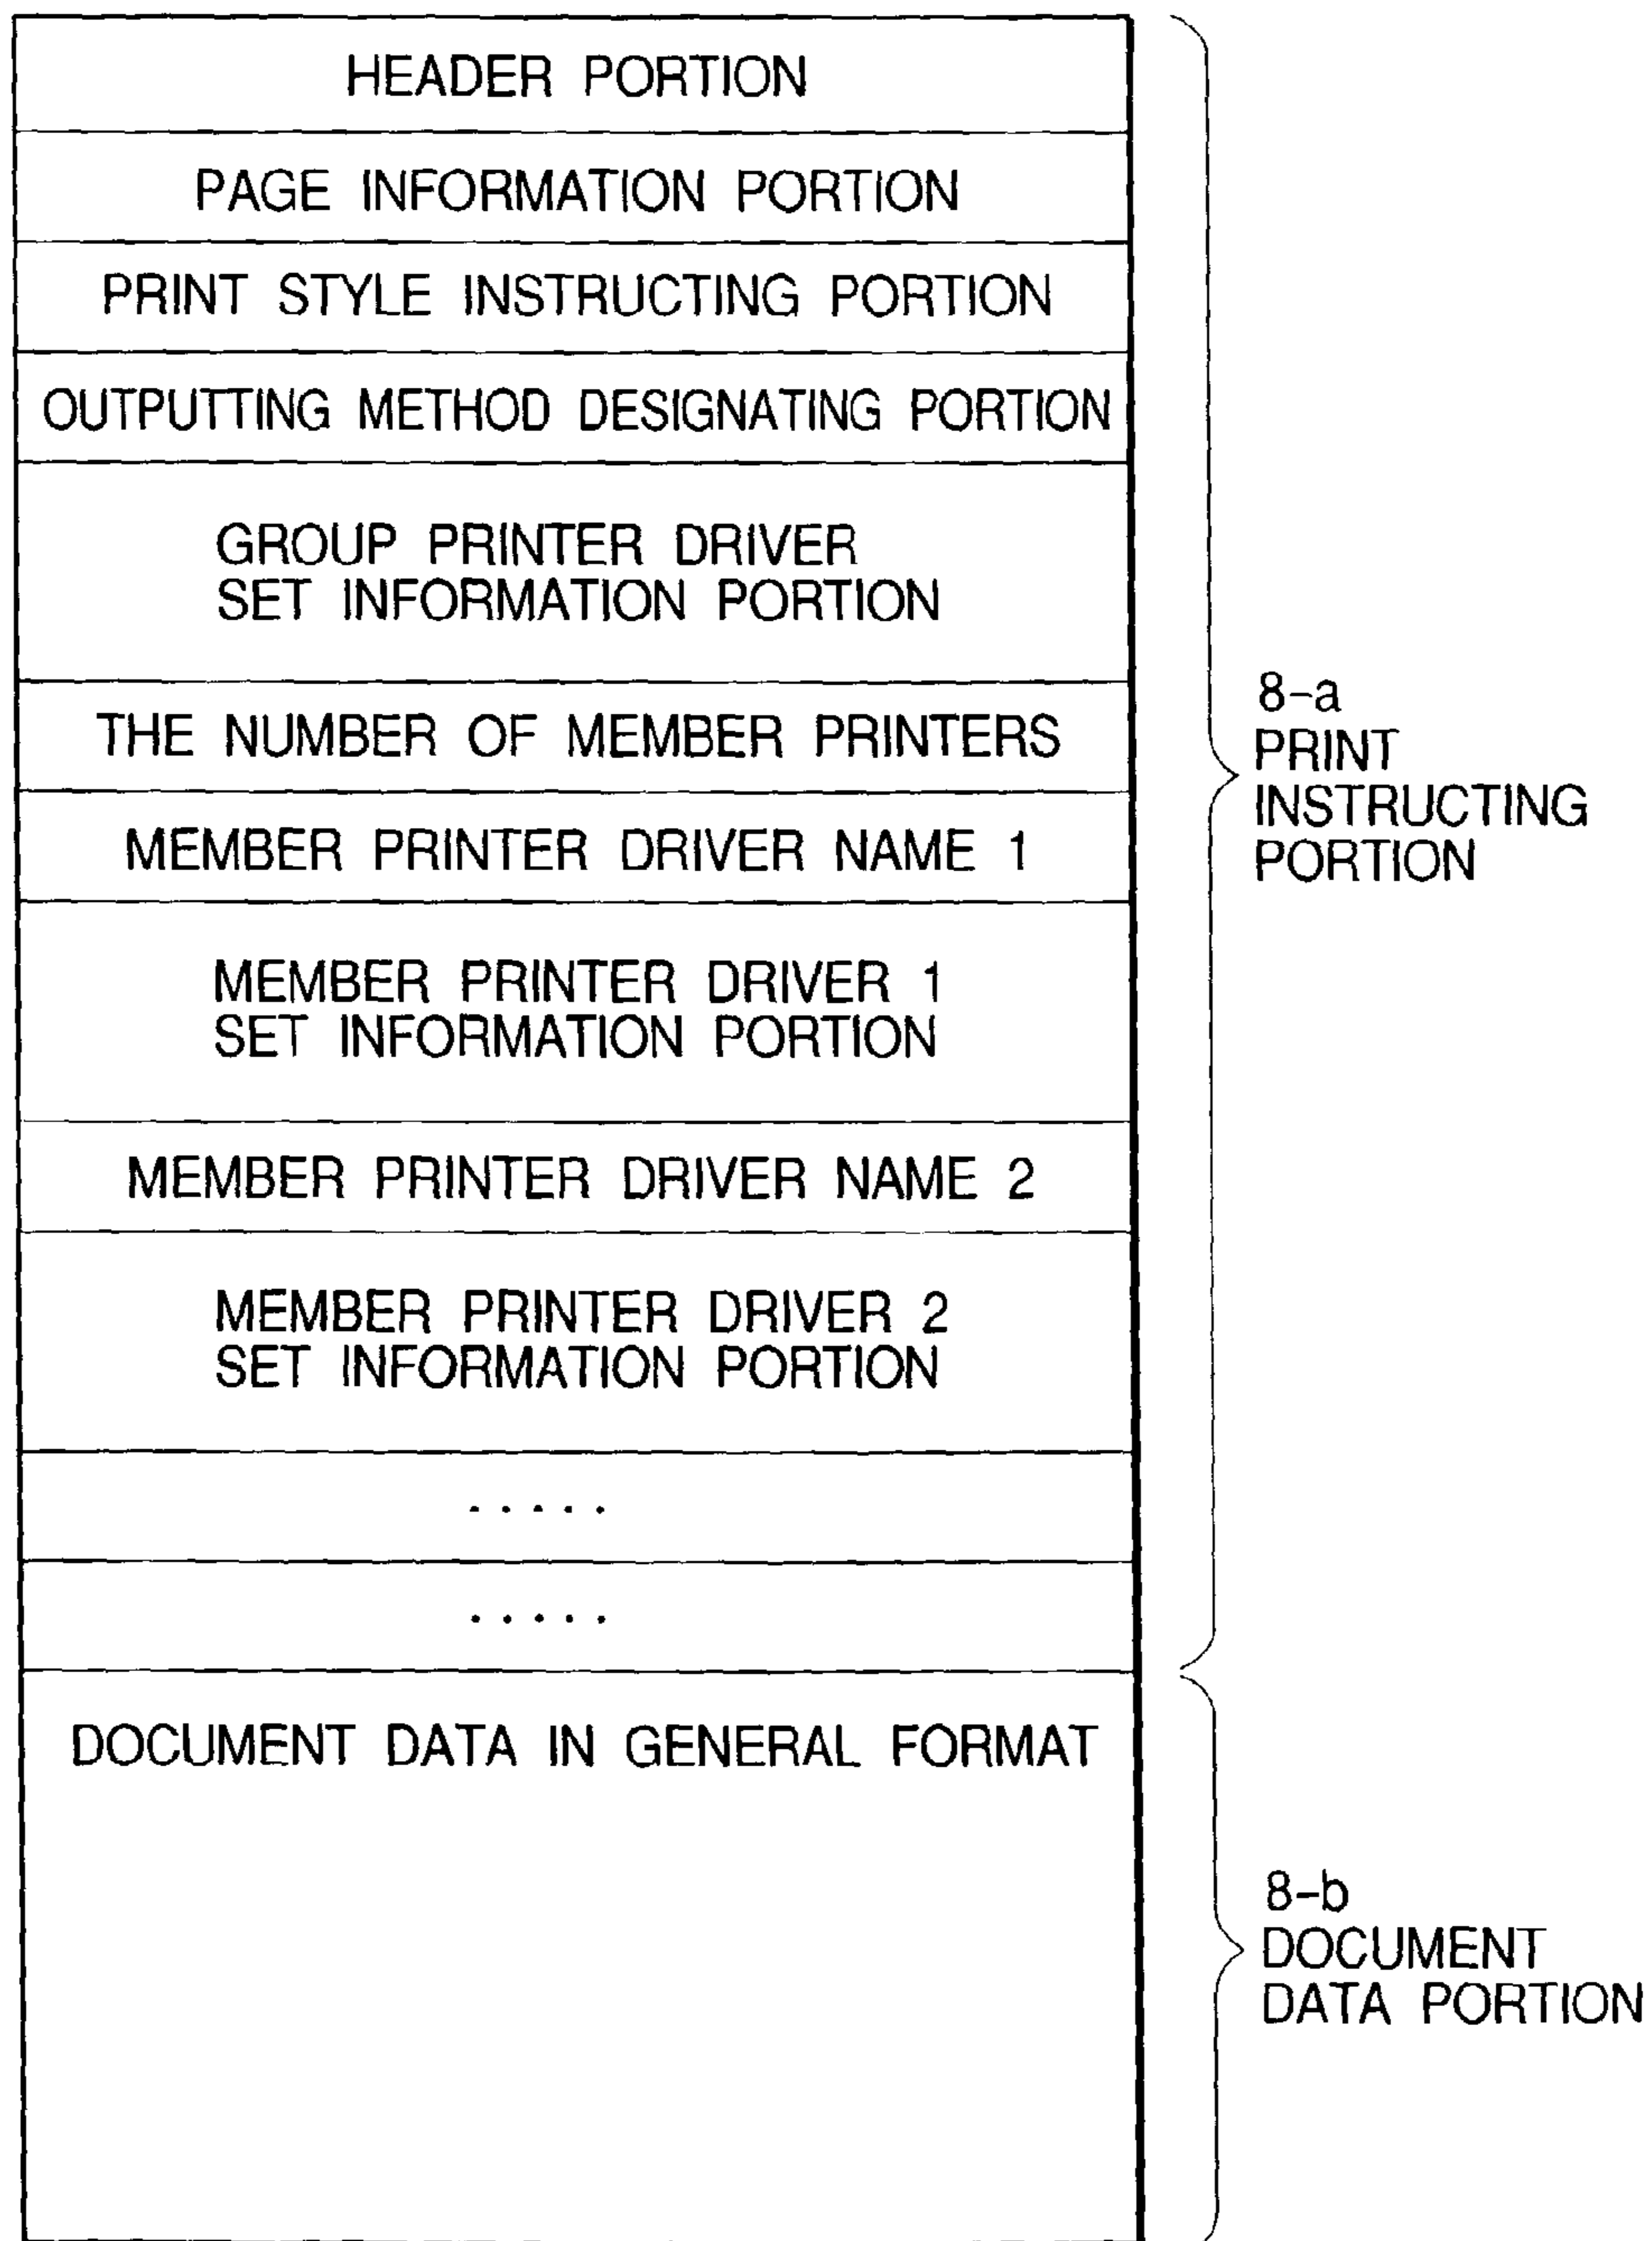 HEADER PORTION
PAGE INFORMATION PORTION
PRINT STYLE INSTRUCTING PORTION
OUTPUTTING METHOD DESIGNATING PORTION
GROUP PRINTER DRIVER
SET INFORMATION PORTION
THE NUMBER OF MEMBER PRINTERS
MEMBER PRINTER DRIVER NAME 1
MEMBER PRINTER DRIVER 1
SET INFORMATION PORTION
MEMBER PRINTER DRIVER NAME 2
MEMBER PRINTER DRIVER 2
SET INFORMATION PORTION
.....
.....
8-a
PRINT
INSTRUCTING
PORTION
DOCUMENT DATA IN GENERAL FORMAT
8-b
DOCUMENT
DATA PORTION